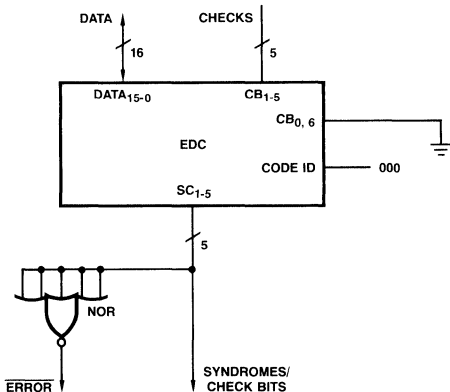 DATA
CHECKS
16
5
DATA15-0
CB1-5
CB0, 6
EDC
CODE ID
000
SC1-5
5
NOR
ERROR
SYNDROMES/
CHECK BITS